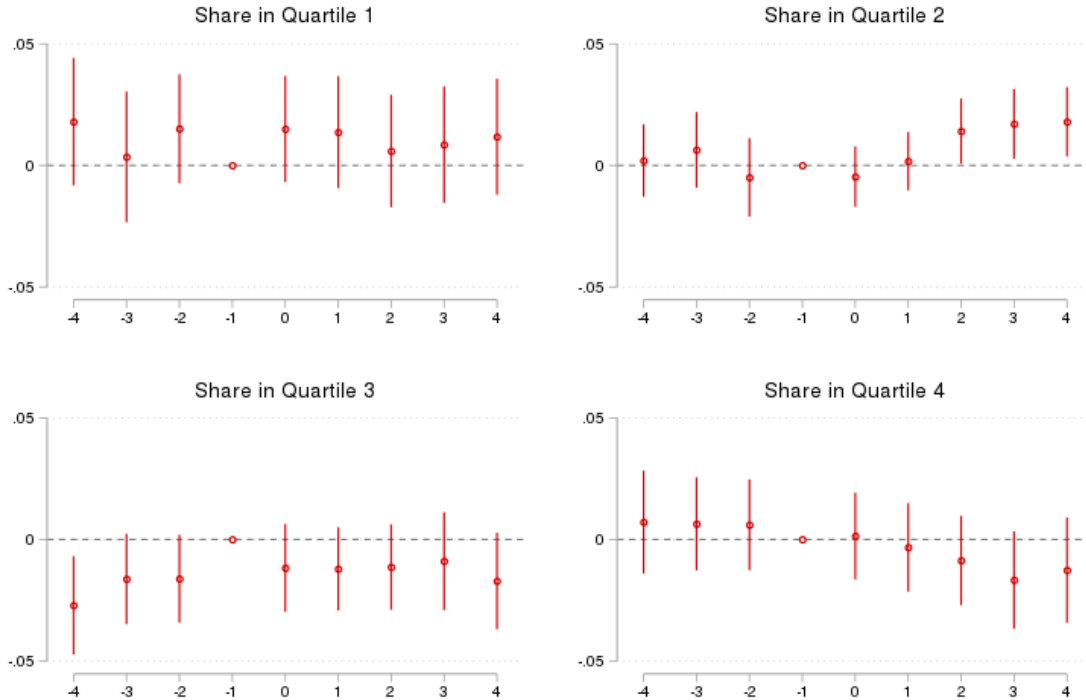 Share in Quartile 1
.05
0
-.05
-4 -3 -2 -1 0 1 2 3 4
Share in Quartile 2
.05
0
-.05
-4 -3 -2 -1 0 1 2 3 4
Share in Quartile 3
.05
0
-.05
-4 -3 -2 -1 0 1 2 3 4
Share in Quartile 4
.05
0
-.05
-4 -3 -2 -1 0 1 2 3 4